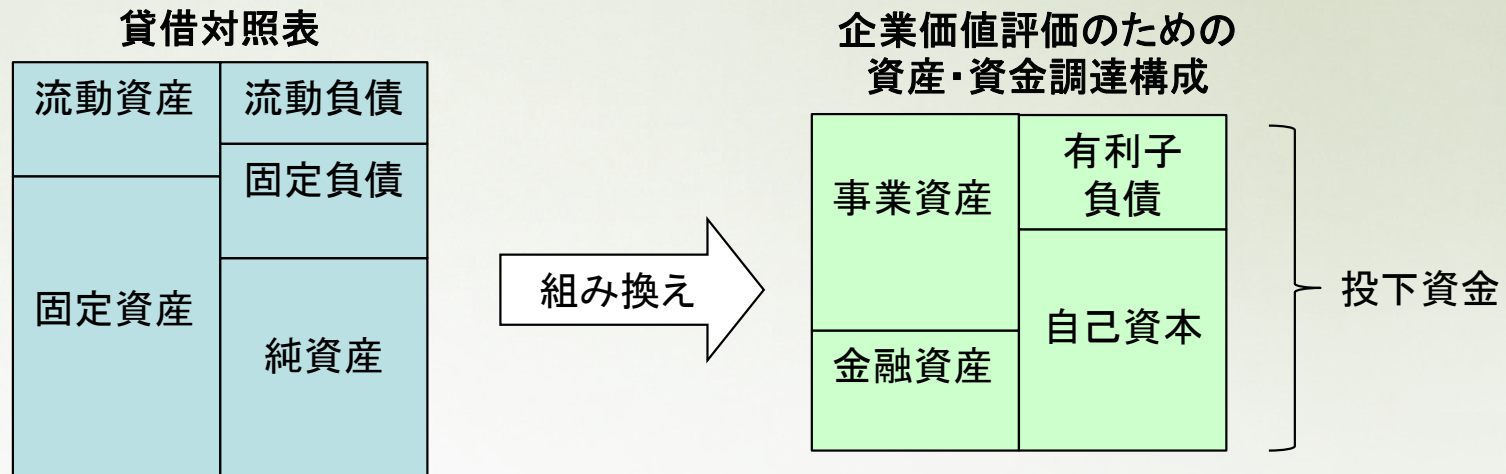 貸借対照表
流動資産
流動負債
固定負債
固定資産
純資産
組み換え
企業価値評価のための
資産・資金調達構成
事業資産
有利子
負債
自己資本
金融資産
投下資金